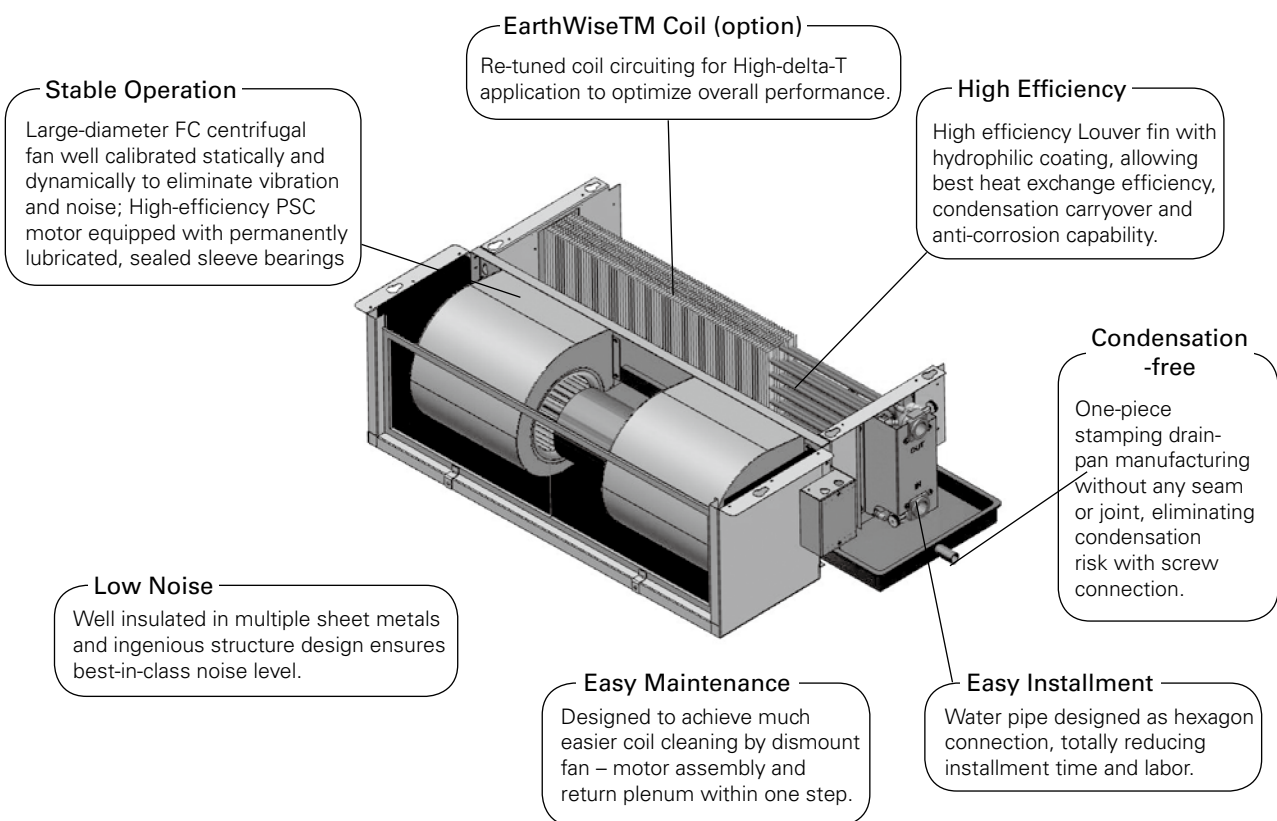 EarthWiseTM Coil (option)
Re-tuned coil circuiting for High-delta-T
application to optimize overall performance.
Stable Operation
Large-diameter FC centrifugal
fan well calibrated statically and
dynamically to eliminate vibration
and noise; High-efficiency PSC
motor equipped with permanently
lubricated, sealed sleeve bearings
High Efficiency
High efficiency Louver fin with
hydrophilic coating, allowing
best heat exchange efficiency,
condensation carryover and
anti-corrosion capability.
Condensation
-free
One-piece
stamping drain-
pan manufacturing
without any seam
or joint, eliminating
condensation
risk with screw
connection.
OUT
IN
Low Noise
Well insulated in multiple sheet metals
and ingenious structure design ensures
best-in-class noise level.
Easy Maintenance
Designed to achieve much
easier coil cleaning by dismount
fan – motor assembly and
return plenum within one step.
Easy Installment
Water pipe designed as hexagon
connection, totally reducing
installment time and labor.